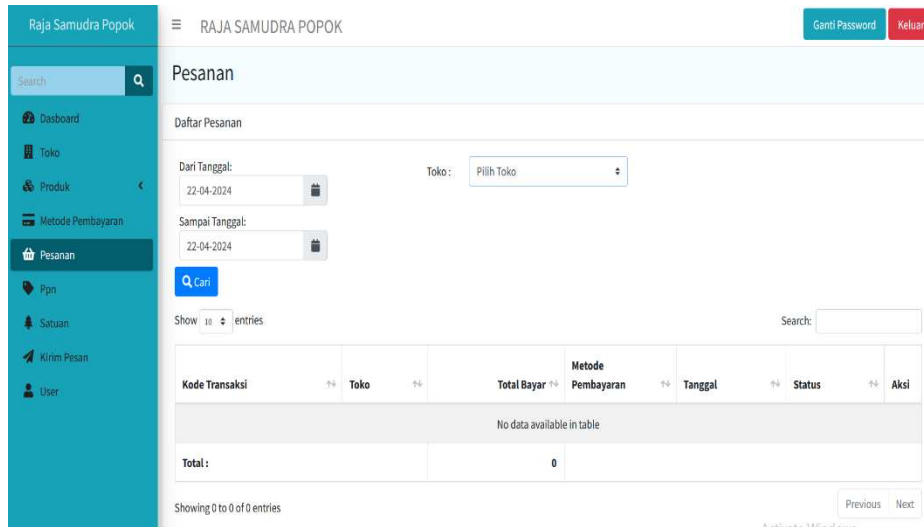 Raja Samudra Popok
RAJA SAMUDRA POPOK
Ganti Password
Keluar
Search
Pesanan
Dasboard
Toko
Produk
Metode Pembayaran
Pesanan
Ppn
Satuan
Kirim Pesan
User
Daftar Pesanan
Dari Tanggal:
22-04-2024
Toko :
Pilih Toko
Sampai Tanggal:
22-04-2024
Cari
Show 10 entries
Search:
Kode Transaksi Toko Total Bayar Metode Pembayaran Tanggal Status Aksi
No data available in table
Total : 0
Showing 0 to 0 of 0 entries
Previous Next
Activate Windows